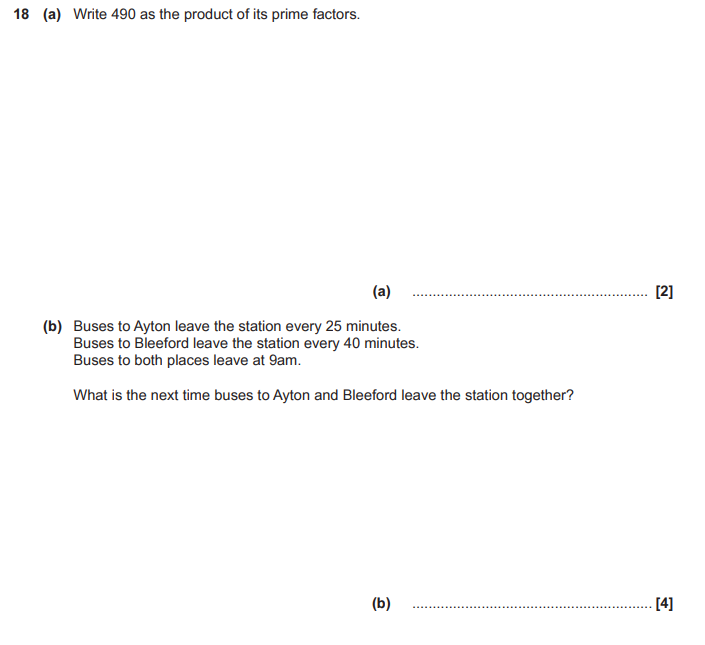 18 (a) Write 490 as the product of its prime factors.
(a) ........................................................... [2]
(b) Buses to Ayton leave the station every 25 minutes.
Buses to Bleeford leave the station every 40 minutes.
Buses to both places leave at 9am.
What is the next time buses to Ayton and Bleeford leave the station together?
(b) ........................................................... [4]